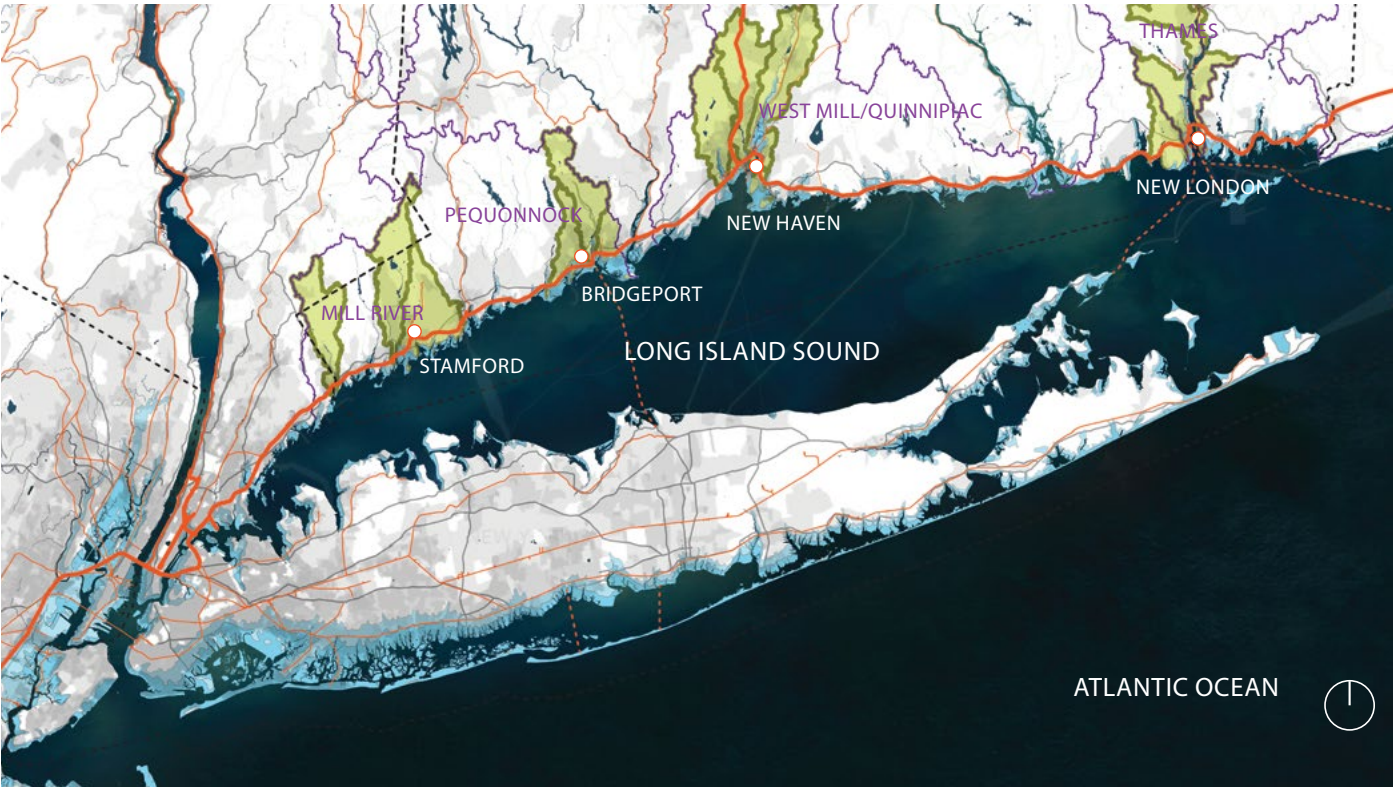 THAMES
WEST MILL/QUINNIPIAC
NEW LONDON
PEQUONNOCK
NEW HAVEN
BRIDGEPORT
MILL RIVER
LONG ISLAND SOUND
STAMFORD
ATLANTIC OCEAN